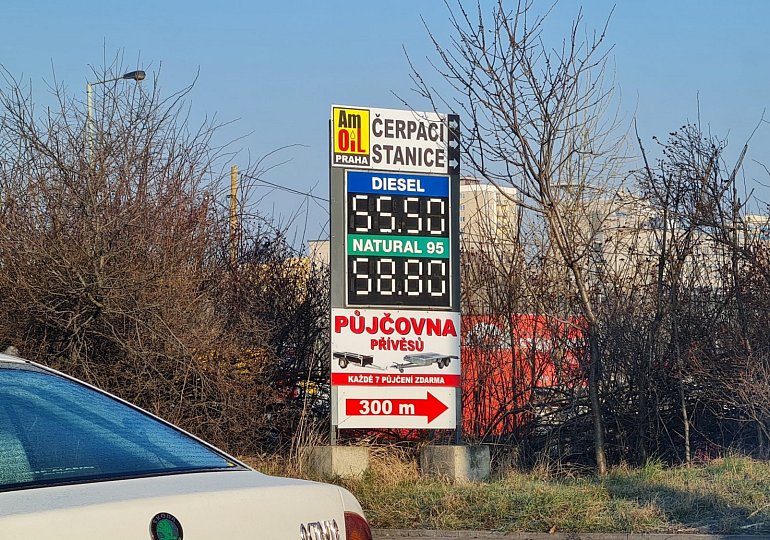 Am
OiL
PRAHA
ČERPACÍ
STANICE
DIESEL
55.50
NATURAL 95
58.80
PŮJČOVNA
PŘÍVĚSŮ
KAŽDÉ 7 PŮJČENÍ ZDARMA
300 m